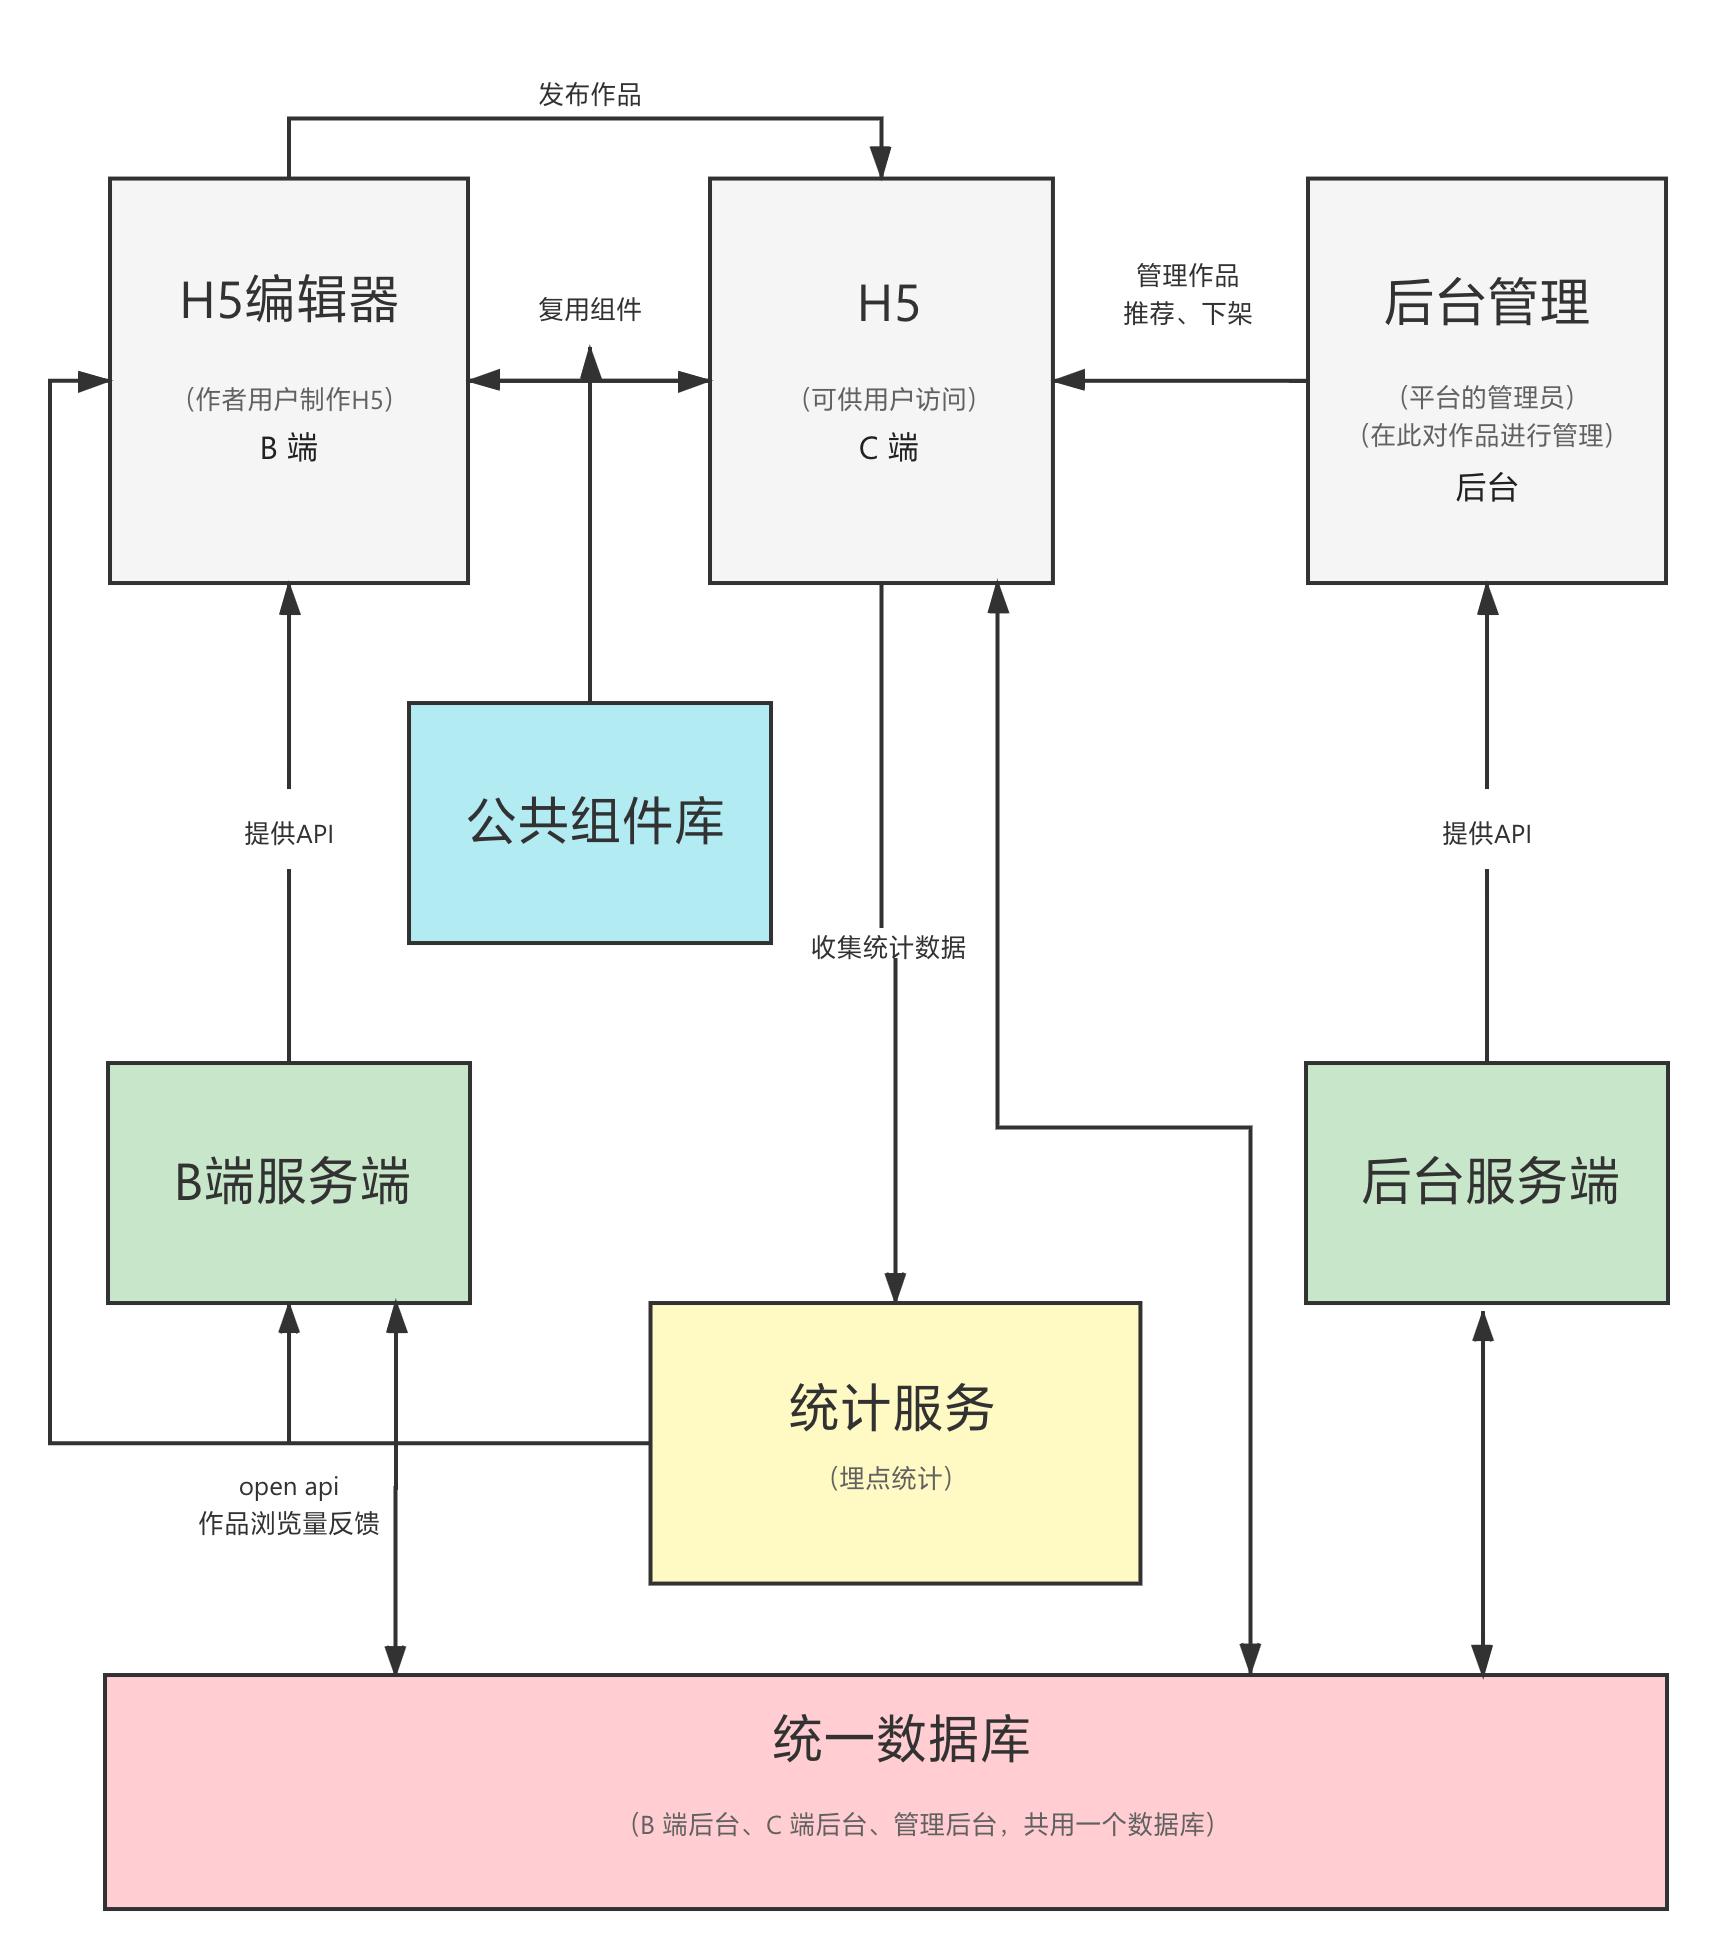 发布作品
H5编辑器
（作者用户制作H5）
B 端
复用组件
H5
（可供用户访问）
C 端
管理作品
推荐、下架
后台管理
（平台的管理员）
（在此对作品进行管理）
后台
提供API
公共组件库
收集统计数据
提供API
B端服务端
后台服务端
统计服务
（埋点统计）
open api
作品浏览量反馈
统一数据库
（B 端后台、C 端后台、管理后台，共用一个数据库）